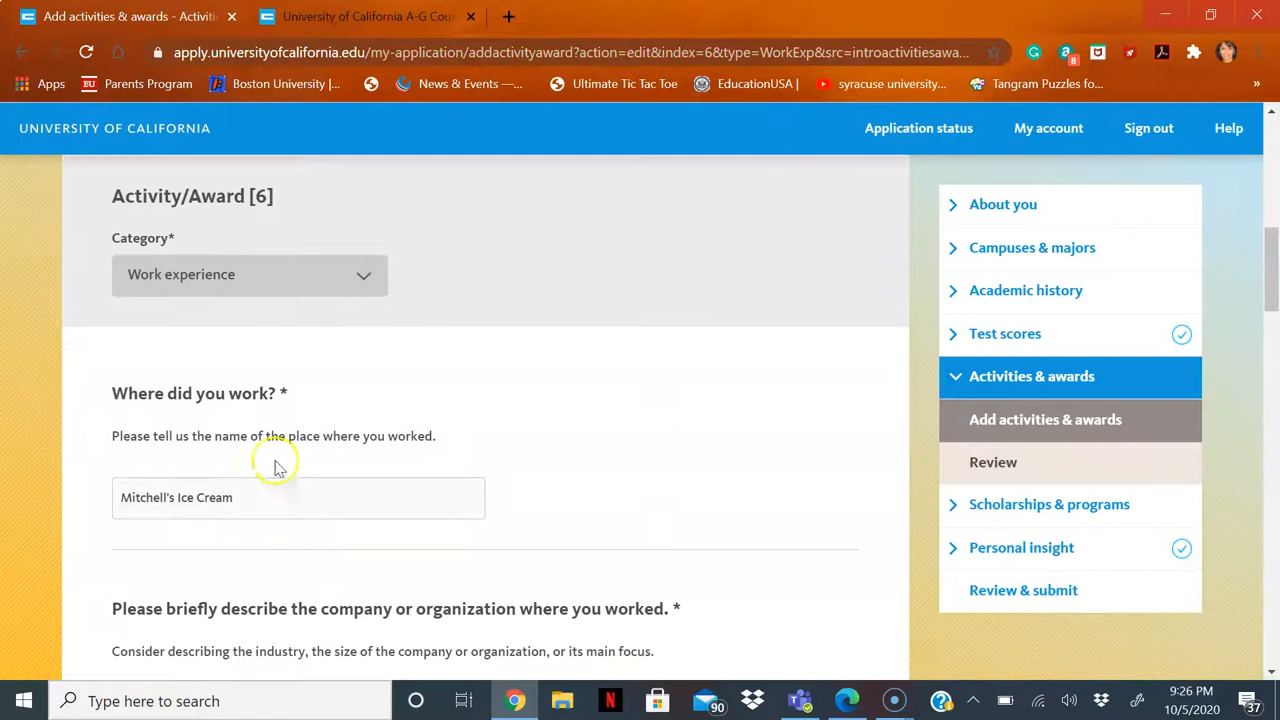 Add activities & awards - Activiti
University of California A-G Cou
apply.universityofcalifornia.edu/my-application/addactivityaward?action=edit&index=6&type=WorkExp&src=introactivitiesawa...
8
Apps
Parents Program
Boston University |...
News & Events —...
Ultimate Tic Tac Toe
EducationUSA |
syracuse university...
Tangram Puzzles fo...
»
UNIVERSITY OF CALIFORNIA
Application status
My account
Sign out
Help
Activity/Award [6]
Category*
Work experience
Where did you work? *
Please tell us the name of the place where you worked.
Mitchell's Ice Cream
Please briefly describe the company or organization where you worked. *
Consider describing the industry, the size of the company or organization, or its main focus.
About you
Campuses & majors
Academic history
Test scores
Activities & awards
Add activities & awards
Review
Scholarships & programs
Personal insight
Review & submit
Type here to search
90
9:26 PM
10/5/2020
37